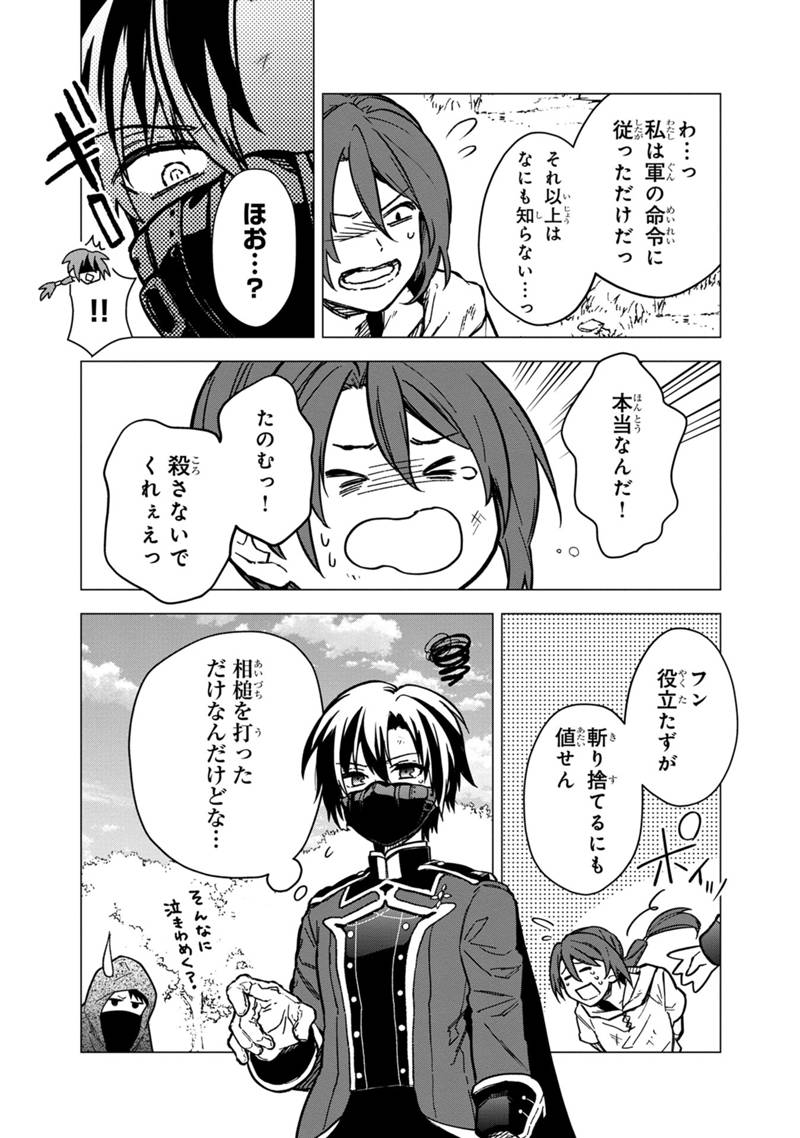 わ…っ
私は軍の命令に
従っただけだっ
それ以上は
なにも知らない…っ
ほお…？
ギロッ
!!
本当なんだ！
たのむっ！
殺さないで
くれぇえっ
フン
役立たずが
斬り捨てるにも
値せん
ポイッ
相槌を打った
だけなんだけどな…
そんなに
泣きわめく？